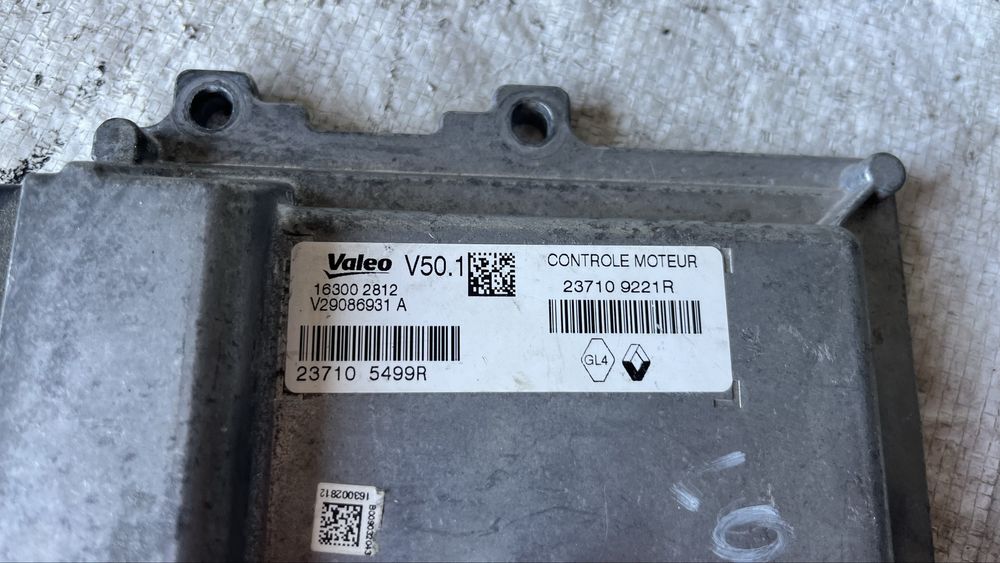 Valeo V50.1
16300 2812
V29086931 A
23710 5499R
CONTROLE MOTEUR
23710 9221R
GL4
163002812